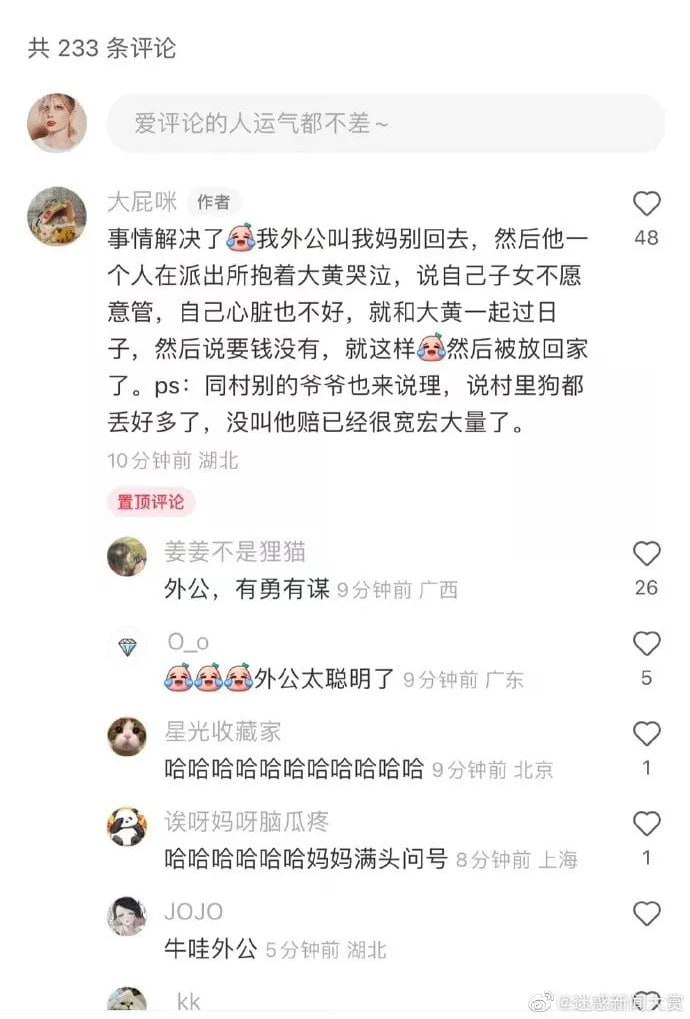 共 233 条评论
爱评论的人运气都不差~
大屁咪 作者
事情解决了我外公叫我妈别回去，然后他一
48
个人在派出所抱着大黄哭泣，说自己子女不愿
意管，自己心脏也不好，就和大黄一起过日
子，然后说要钱没有，就这样然后被放回家
了。ps：同村别的爷爷也来说理，说村里狗都
丢好多了，没叫他赔已经很宽宏大量了。
10分钟前 湖北
置顶评论
姜姜不是狸猫
外公，有勇有谋 9分钟前 广西
26
O_o
外公太聪明了 9分钟前 广东
5
星光收藏家
哈哈哈哈哈哈哈哈哈哈哈 9分钟前 北京
1
诶呀妈呀脑瓜疼
哈哈哈哈哈哈妈妈满头问号 8分钟前 上海
1
JOJO
牛哇外公 5分钟前 湖北
kk
@迷惑新闻大赏